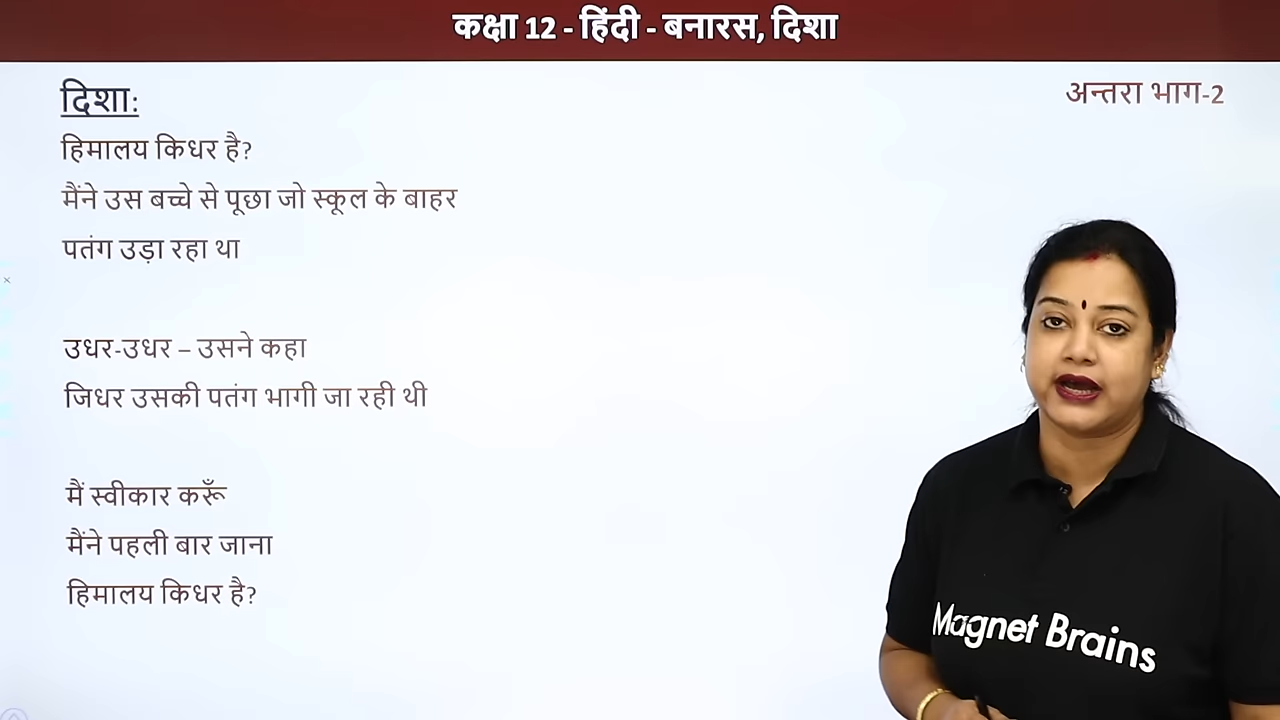 कक्षा 12 - हिंदी - बनारस, दिशा
दिशा:
अन्तरा भाग-2
हिमालय किधर है?
मैंने उस बच्चे से पूछा जो स्कूल के बाहर
पतंग उड़ा रहा था
उधर-उधर – उसने कहा
जिधर उसकी पतंग भागी जा रही थी
मैं स्वीकार करूँ
मैंने पहली बार जाना
हिमालय किधर है?
Magnet Brains